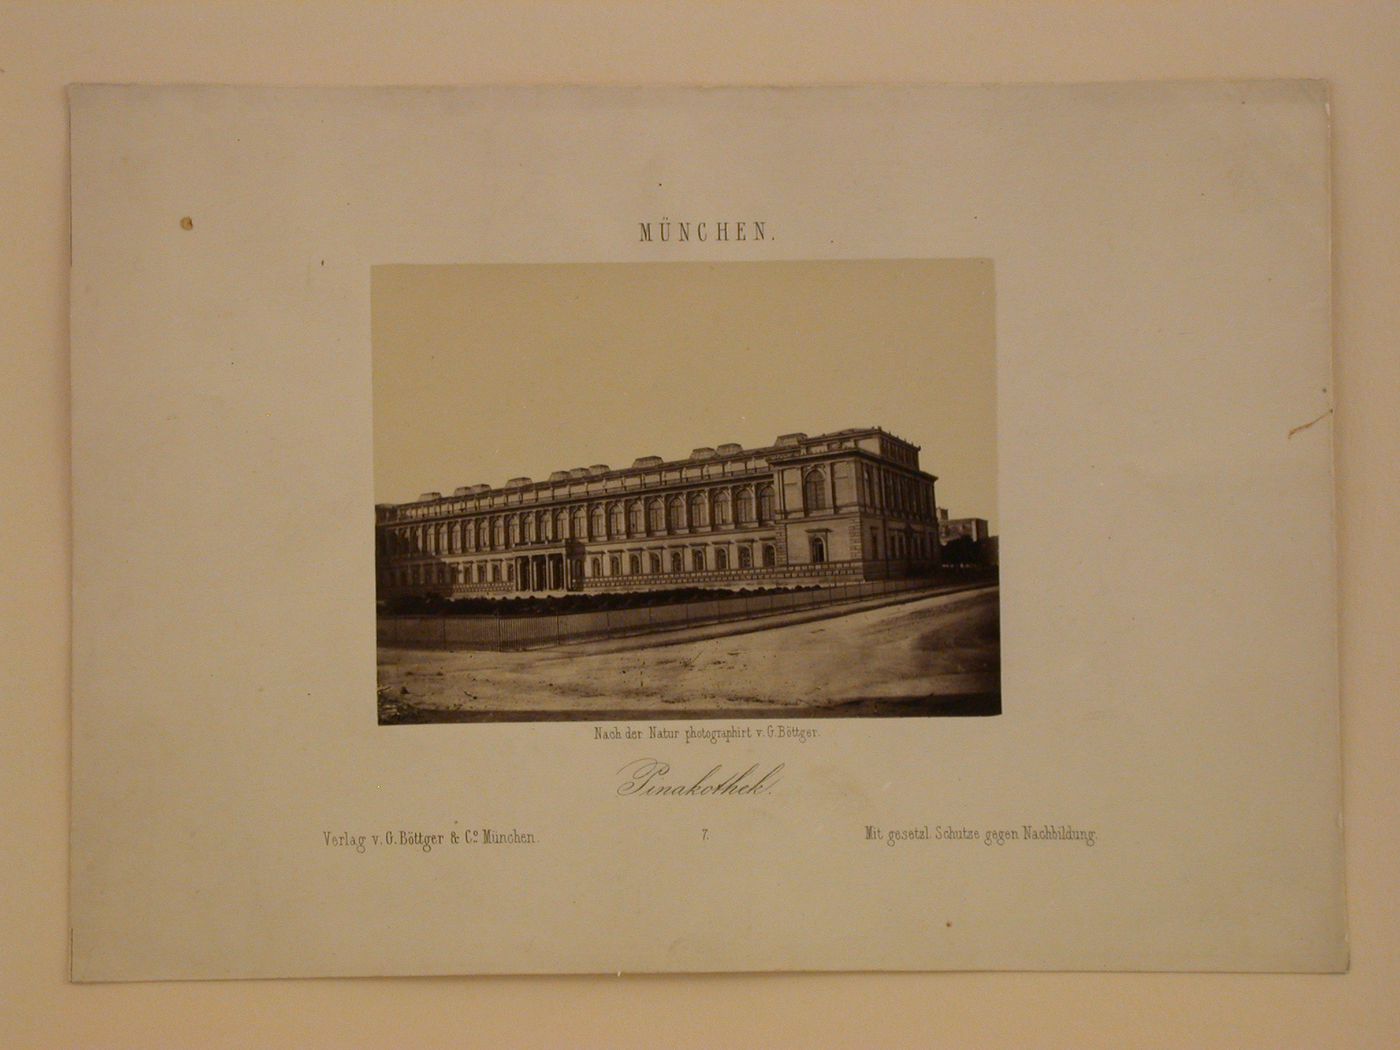 MÜNCHEN.
Nach der Natur photographirt v. G. Böttger.
Pinakothek.
Verlag v. G. Böttger & Co. München.
7.
Mit gesetzl. Schutze gegen Nachbildung.